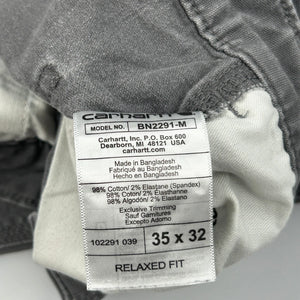 carhartt
MODEL NO. BN2291-M
Carhartt, Inc. P.O. Box 600
Dearborn, MI 48121 USA
carhartt.com
Made in Bangladesh
Fabriqué au Bangladesh
Hecho en Bangladesh
98% Cotton/ 2% Elastane (Spandex)
98% Coton/ 2% Élasthanne
98% Algodón/ 2% Elastano
Exclusive Trimming
Sauf Garnitures
Excepto Adorno
102291 039
35 x 32
RELAXED FIT